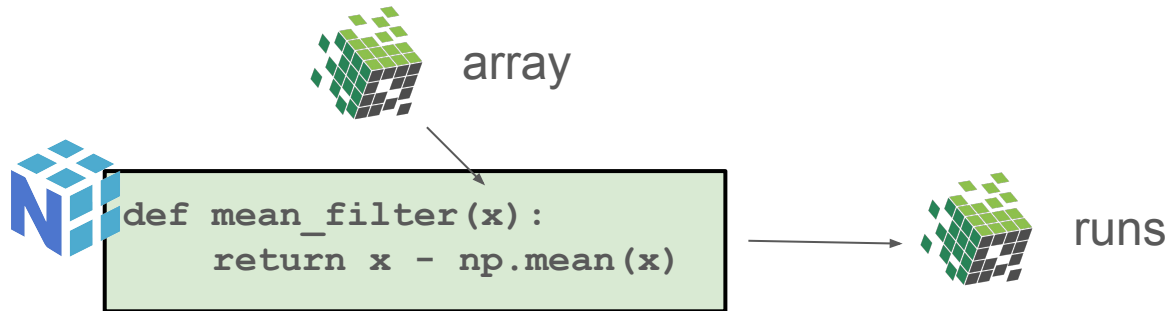 array
def mean_filter(x):
    return x - np.mean(x)
runs